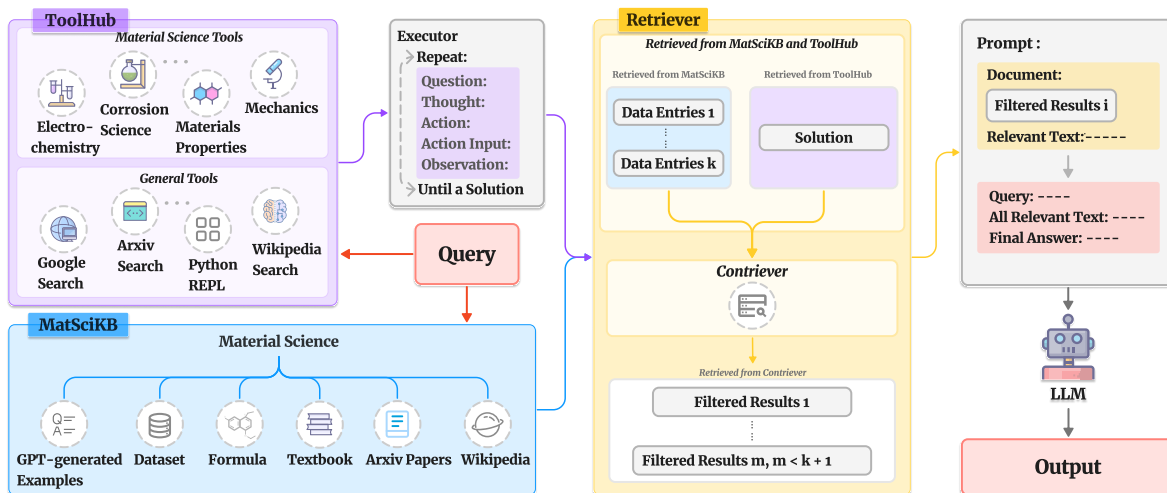 ToolHub
Material Science Tools
Electro-
chemistry
Corrosion
Science
Materials
Properties
Mechanics
General Tools
Google
Search
Arxiv
Search
Python
REPL
Wikipedia
Search
Executor
Repeat:
Question:
Thought:
Action:
Action Input:
Observation:
Until a Solution
Query
MatSciKB
Material Science
Q
A
GPT-generated
Examples
Dataset
Formula
Textbook
Arxiv Papers
Wikipedia
Retriever
Retrieved from MatSciKB and ToolHub
Retrieved from MatSciKB
Data Entries 1
Data Entries k
Retrieved from ToolHub
Solution
Contriever
Retrieved from Contriever
Filtered Results 1
Filtered Results m, m < k + 1
Prompt :
Document:
Filtered Results i
Relevant Text:-----
Query: ----
All Relevant Text: ----
Final Answer: ----
LLM
Output